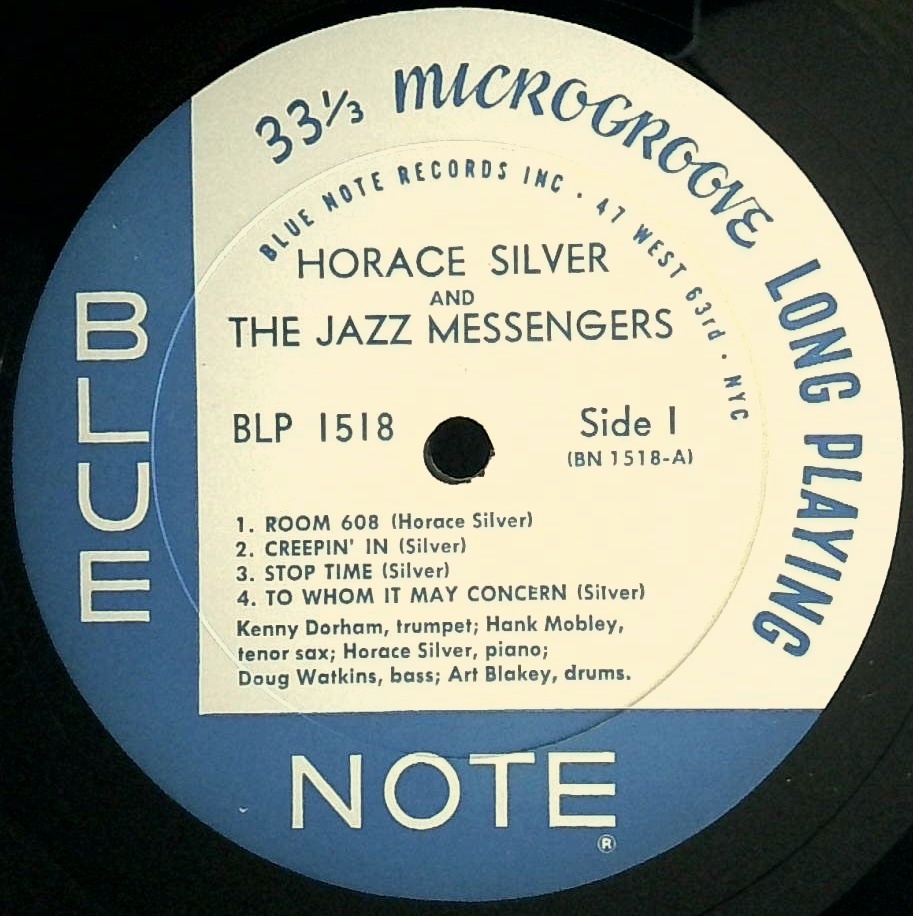 33⅓ MICROGROOVE LONG PLAYING
BLUE NOTE RECORDS INC · 47 WEST 63rd · NYC
HORACE SILVER
AND
THE JAZZ MESSENGERS
BLP 1518
Side 1
(BN 1518-A)
1. ROOM 608 (Horace Silver)
2. CREEPIN' IN (Silver)
3. STOP TIME (Silver)
4. TO WHOM IT MAY CONCERN (Silver)
Kenny Dorham, trumpet; Hank Mobley,
tenor sax; Horace Silver, piano;
Doug Watkins, bass; Art Blakey, drums.
BLUE
NOTE
®